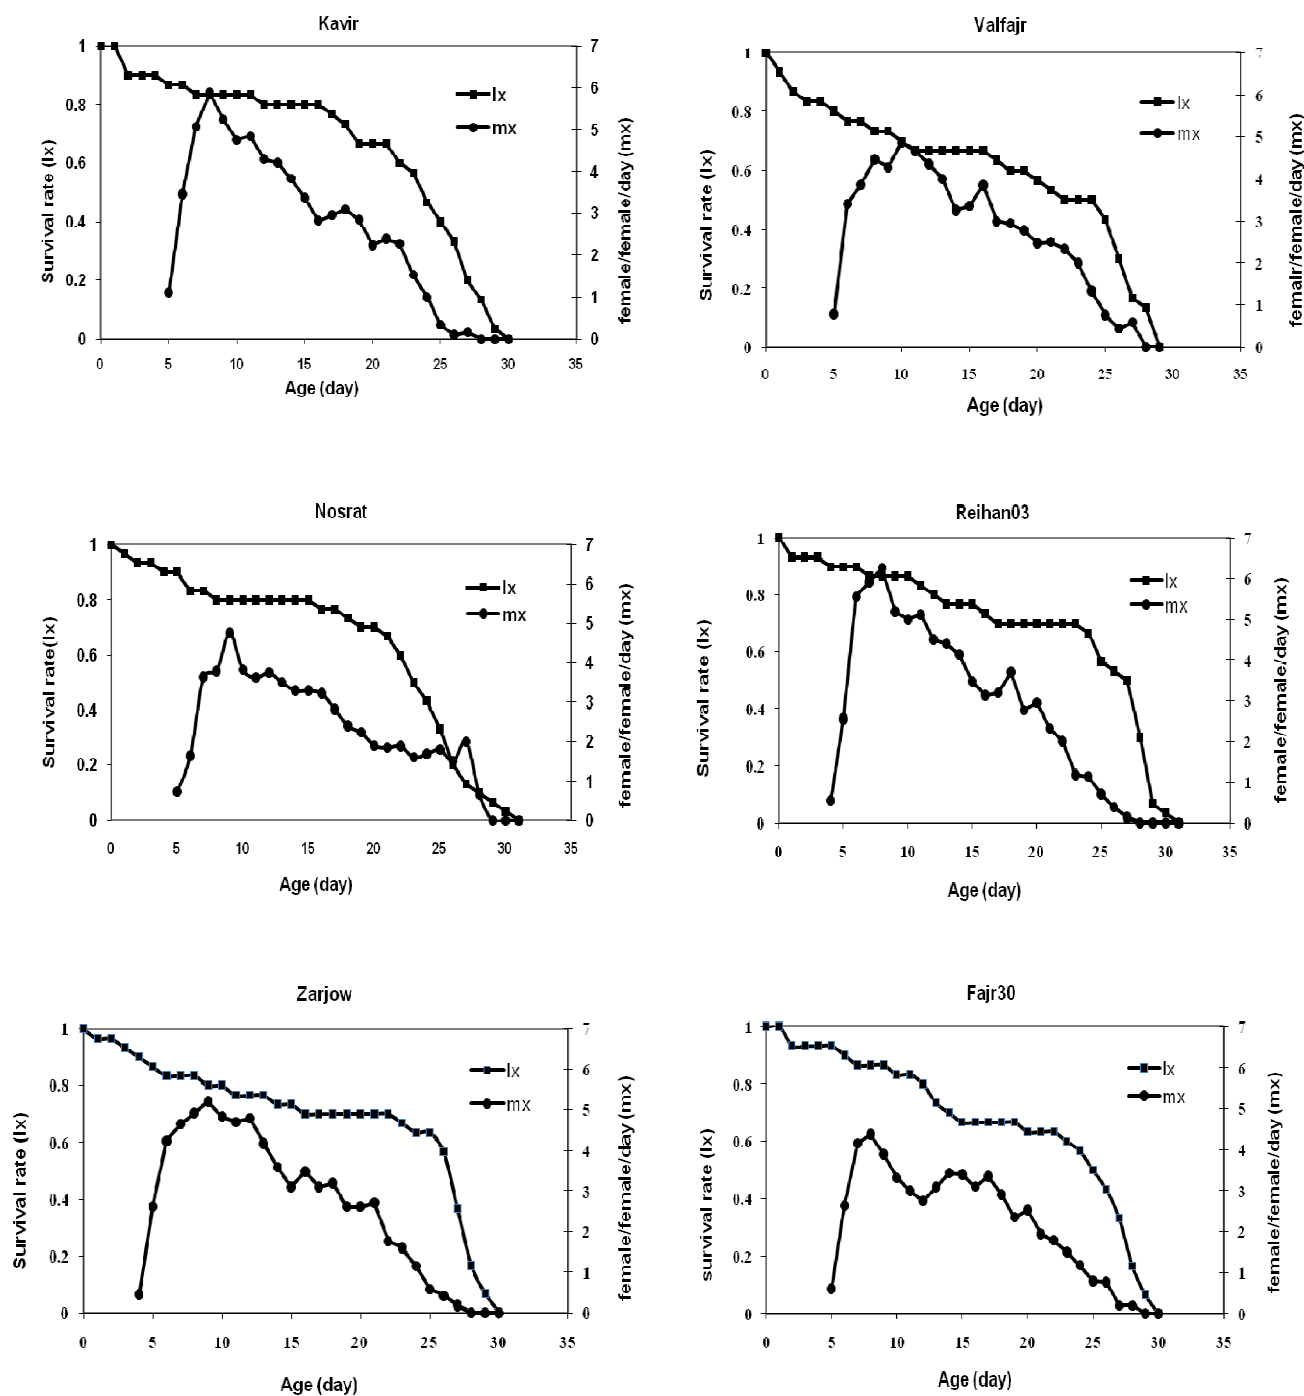 Kavir
1
0.8
0.6
0.4
0.2
0
Survival rate (lx)
7
6
5
4
3
2
1
0
female/female/day (mx)
lx
mx
0 5 10 15 20 25 30 35
Age (day)
Valfajr
1
0.8
0.6
0.4
0.2
0
Survival rate (lx)
7
6
5
4
3
2
1
0
femalr/female/day (mx)
lx
mx
0 5 10 15 20 25 30 35
Age (day)
Nosrat
1
0.8
0.6
0.4
0.2
0
Survival rate(lx)
7
6
5
4
3
2
1
0
female/female/day (mx)
lx
mx
0 5 10 15 20 25 30 35
Age (day)
Reihan03
1
0.8
0.6
0.4
0.2
0
Survival rate (lx)
7
6
5
4
3
2
1
0
female/female/day (mx)
lx
mx
0 5 10 15 20 25 30 35
Age (day)
Zarjow
1
0.8
0.6
0.4
0.2
0
Survival rate (lx)
7
6
5
4
3
2
1
0
female/female/day (mx)
lx
mx
0 5 10 15 20 25 30 35
Age (day)
Fajr30
1
0.8
0.6
0.4
0.2
0
survival rate (lx)
7
6
5
4
3
2
1
0
female/female/day (mx)
lx
mx
0 5 10 15 20 25 30 35
Age (day)